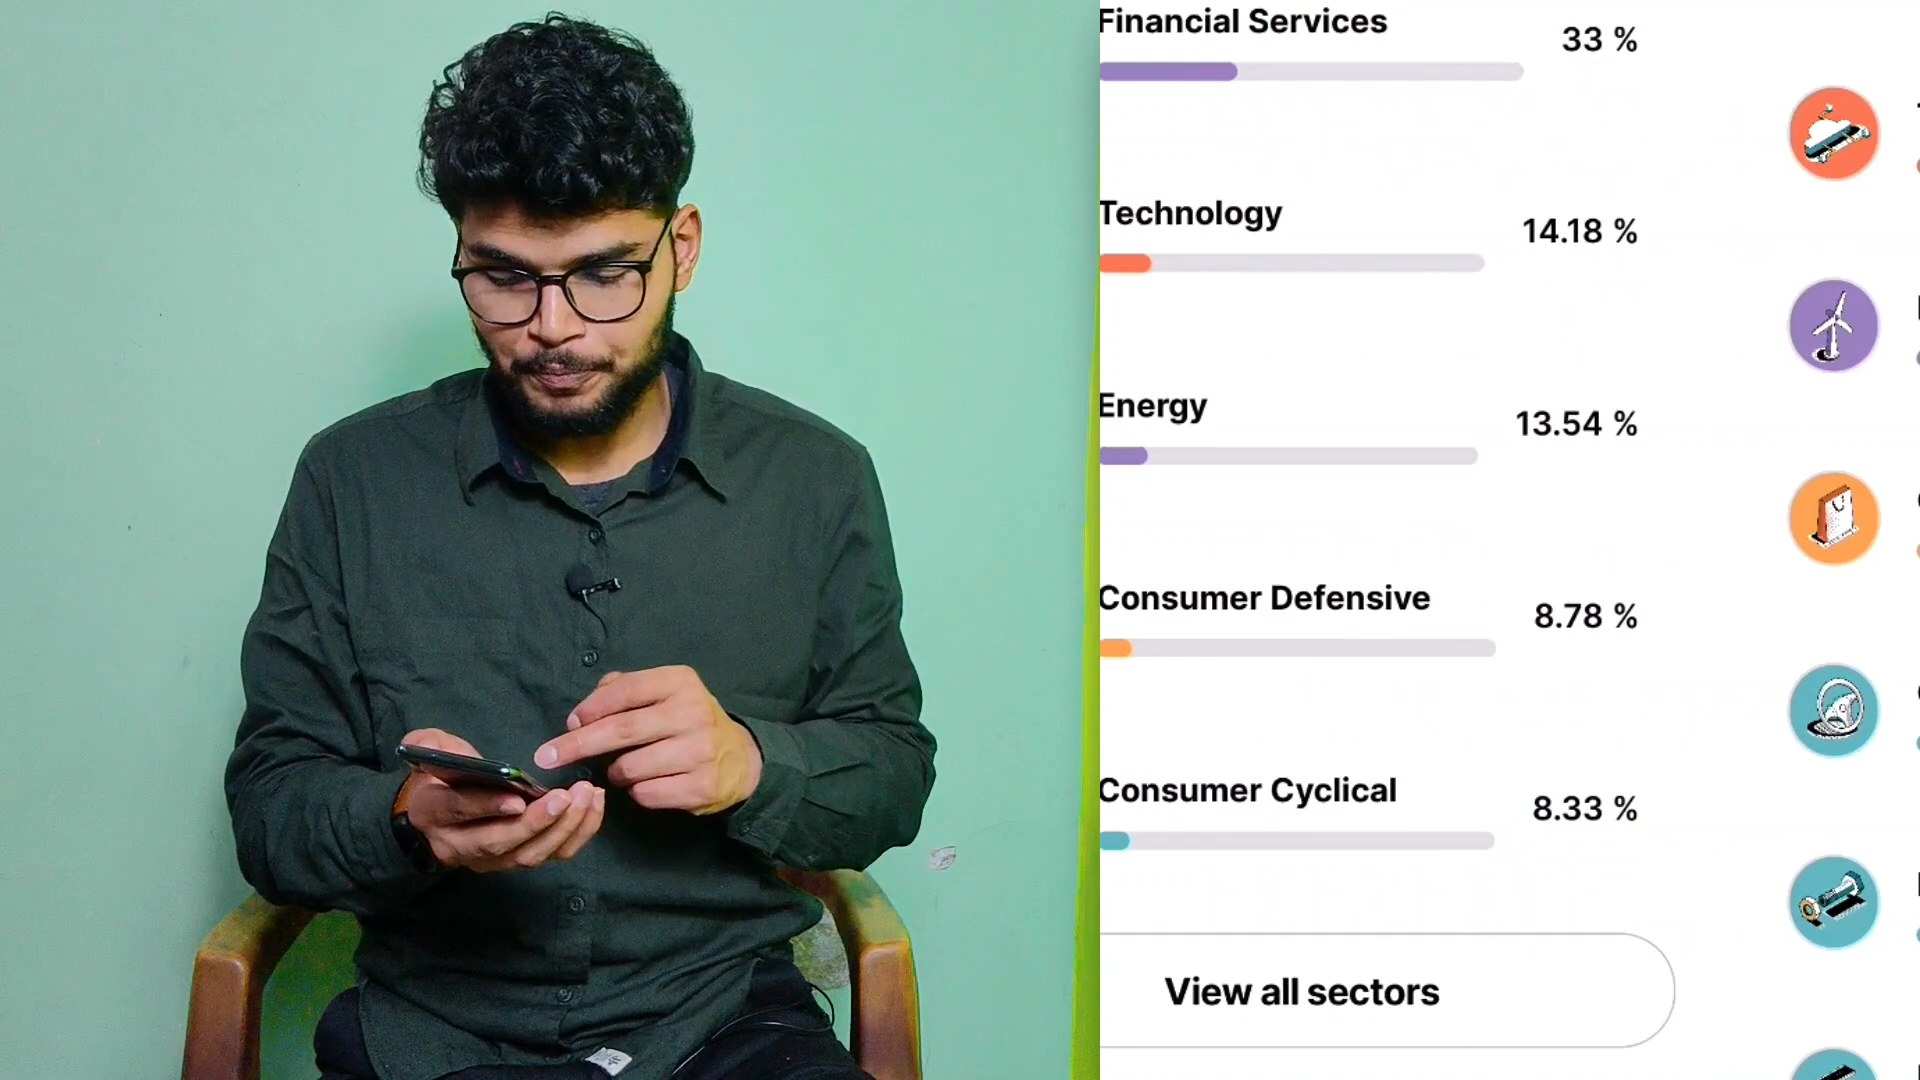 Financial Services
33 %
Technology
14.18 %
Energy
13.54 %
Consumer Defensive
8.78 %
Consumer Cyclical
8.33 %
View all sectors